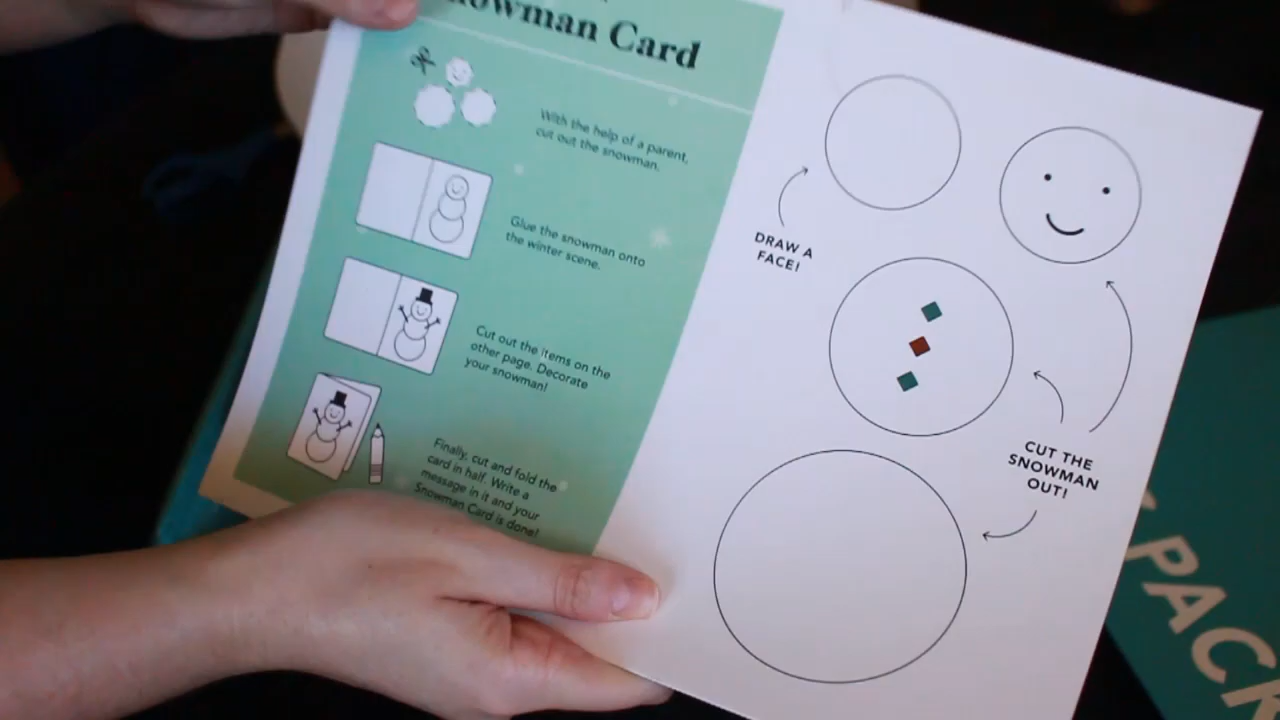 Snowman Card
With the help of a parent,
cut out the snowman.
Glue the snowman onto
the winter scene.
Cut out the items on the
other page. Decorate
your snowman!
Finally, cut and fold the
card in half. Write a
message in it and your
Snowman Card is done!
DRAW A
FACE!
CUT THE
SNOWMAN
OUT!
PACK